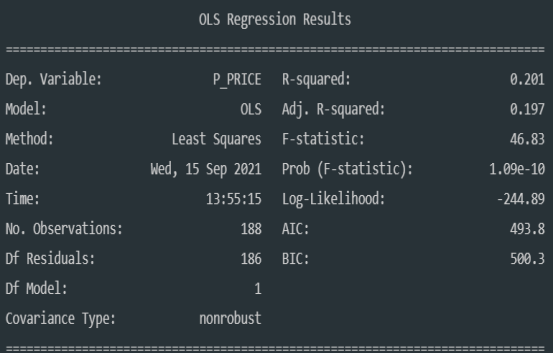 OLS Regression Results
==============================================================================
Dep. Variable: P_PRICE R-squared: 0.201
Model: OLS Adj. R-squared: 0.197
Method: Least Squares F-statistic: 46.83
Date: Wed, 15 Sep 2021 Prob (F-statistic): 1.09e-10
Time: 13:55:15 Log-Likelihood: -244.89
No. Observations: 188 AIC: 493.8
Df Residuals: 186 BIC: 500.3
Df Model: 1
Covariance Type: nonrobust
==============================================================================